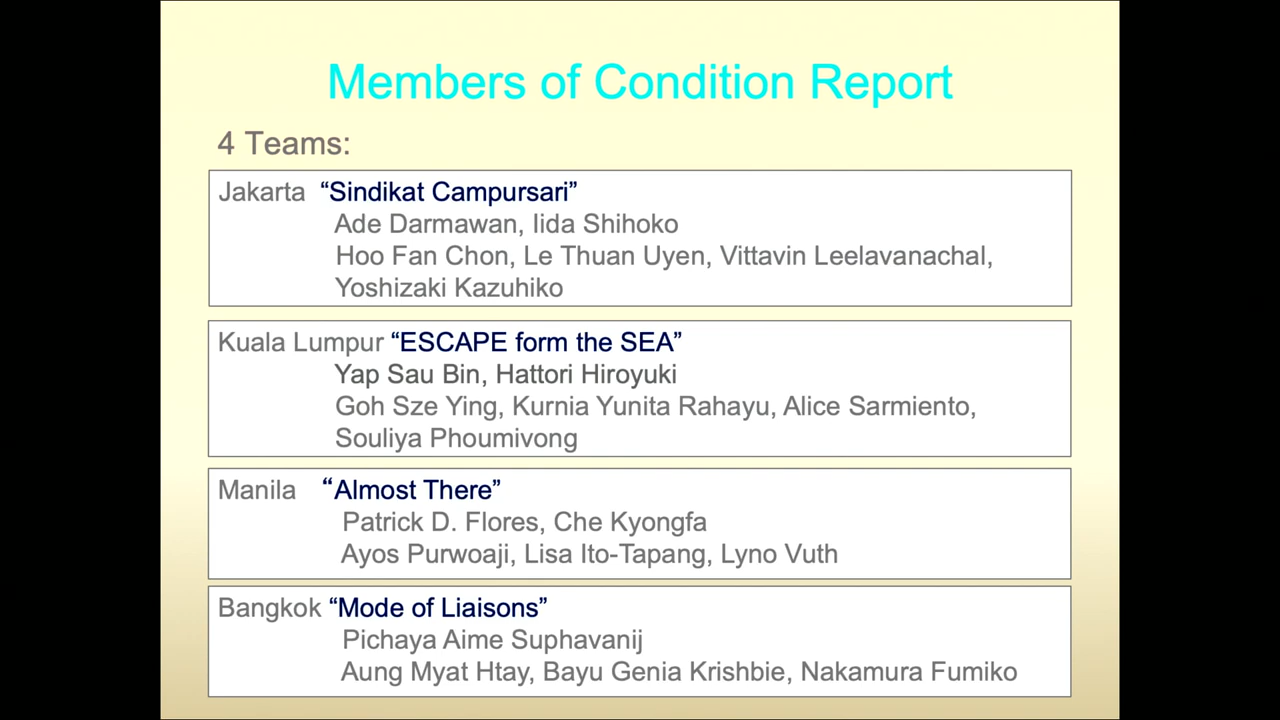 Members of Condition Report
4 Teams:
Jakarta “Sindikat Campursari”
Ade Darmawan, Iida Shihoko
Hoo Fan Chon, Le Thuan Uyen, Vittavin Leelavanachal,
Yoshizaki Kazuhiko
Kuala Lumpur “ESCAPE form the SEA”
Yap Sau Bin, Hattori Hiroyuki
Goh Sze Ying, Kurnia Yunita Rahayu, Alice Sarmiento,
Souliya Phoumivong
Manila “Almost There”
Patrick D. Flores, Che Kyongfa
Ayos Purwoaji, Lisa Ito-Tapang, Lyno Vuth
Bangkok “Mode of Liaisons”
Pichaya Aime Suphavanij
Aung Myat Htay, Bayu Genia Krishbie, Nakamura Fumiko